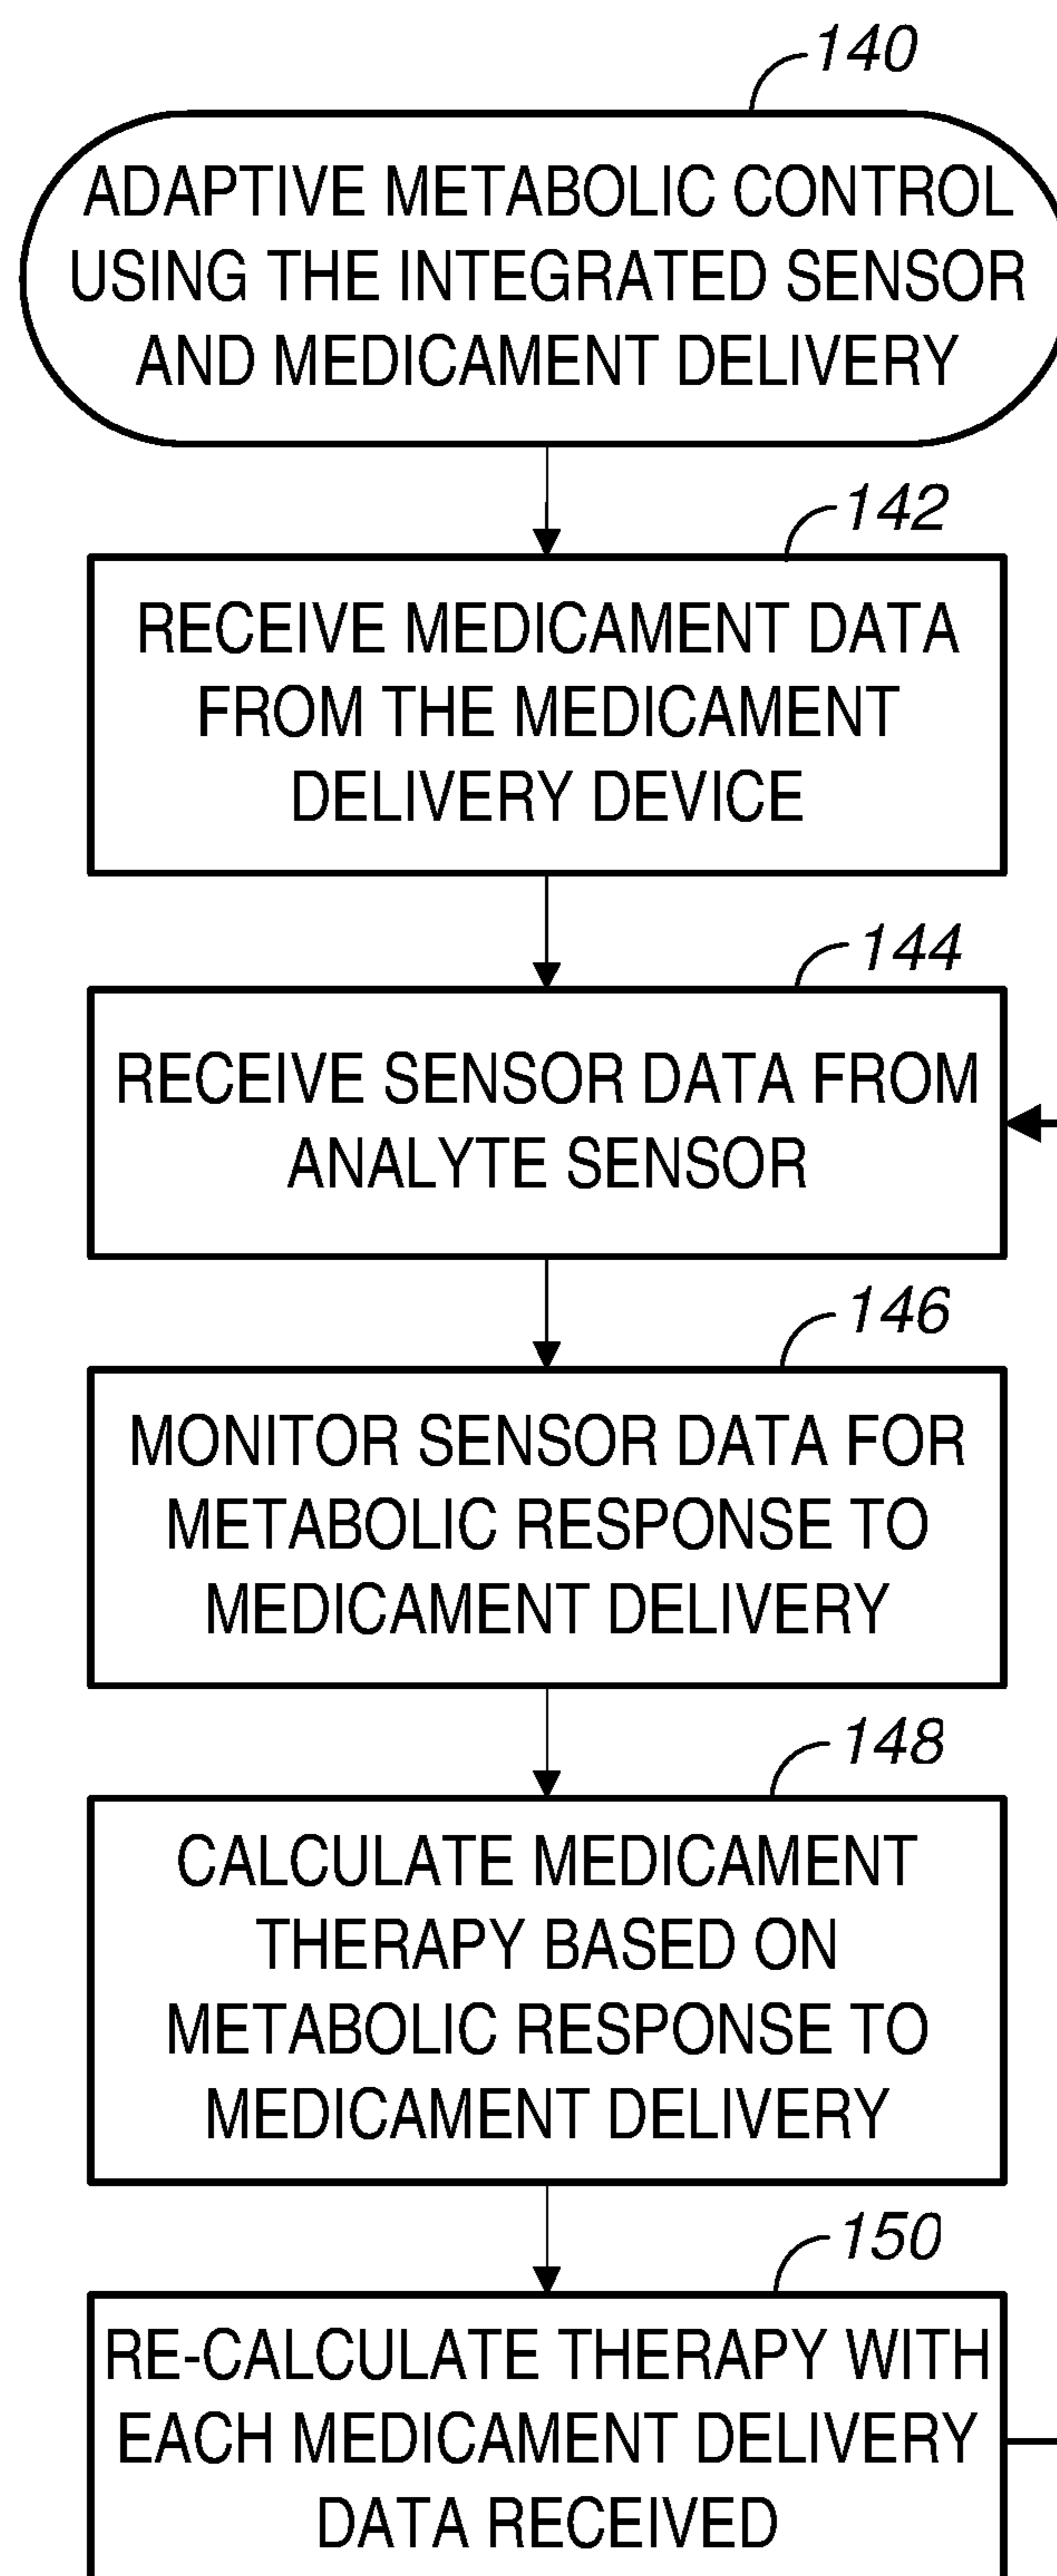 140
ADAPTIVE METABOLIC CONTROL
USING THE INTEGRATED SENSOR
AND MEDICAMENT DELIVERY
142
RECEIVE MEDICAMENT DATA
FROM THE MEDICAMENT
DELIVERY DEVICE
144
RECEIVE SENSOR DATA FROM
ANALYTE SENSOR
146
MONITOR SENSOR DATA FOR
METABOLIC RESPONSE TO
MEDICAMENT DELIVERY
148
CALCULATE MEDICAMENT
THERAPY BASED ON
METABOLIC RESPONSE TO
MEDICAMENT DELIVERY
150
RE-CALCULATE THERAPY WITH
EACH MEDICAMENT DELIVERY
DATA RECEIVED